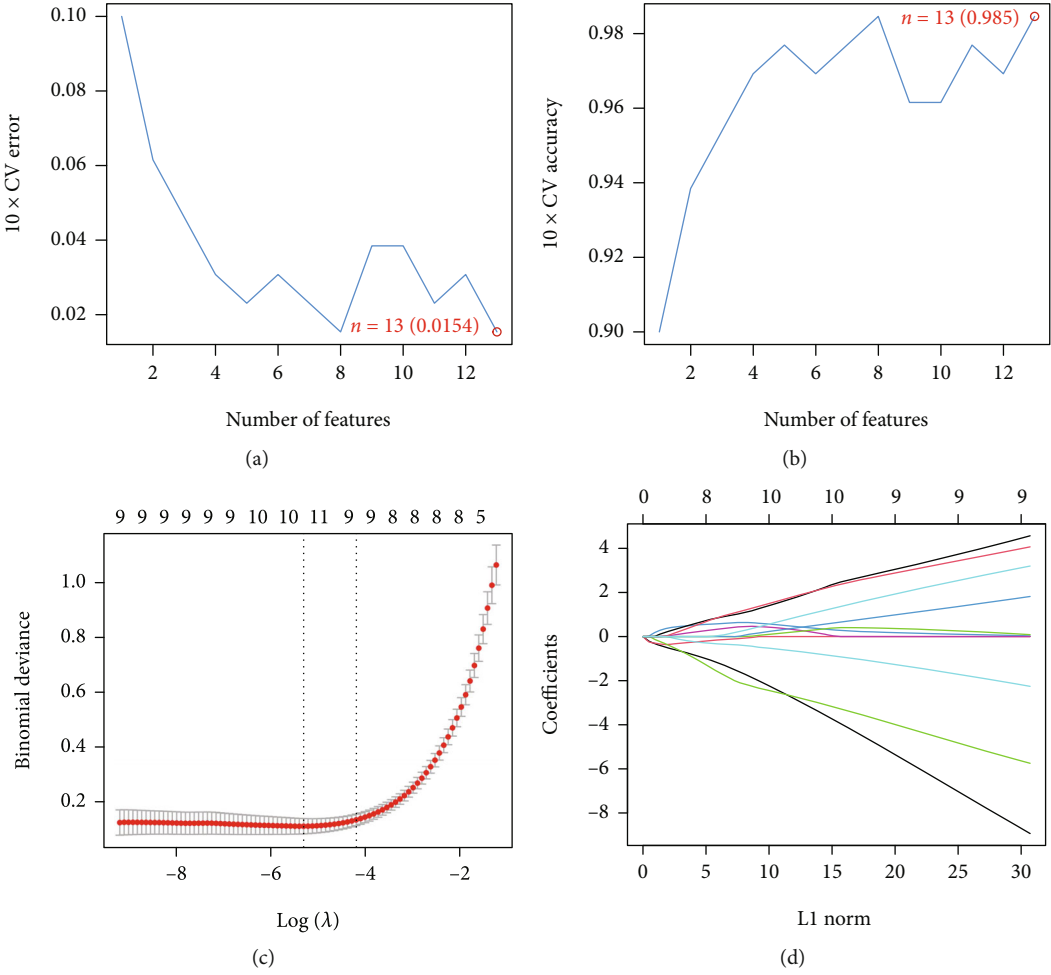 0.10
0.08
0.06
0.04
0.02
10 × CV error
n = 13 (0.0154)
2 4 6 8 10 12
Number of features
(a)
0.98
0.96
0.94
0.92
0.90
10 × CV accuracy
n = 13 (0.985)
2 4 6 8 10 12
Number of features
(b)
9 9 9 9 9 9 10 10 11 9 9 8 8 8 8 5
1.0
0.8
0.6
0.4
0.2
Binomial deviance
−8 −6 −4 −2
Log (λ)
(c)
0 8 10 10 9 9 9
4
2
0
−2
−4
−6
−8
Coefficients
0 5 10 15 20 25 30
L1 norm
(d)